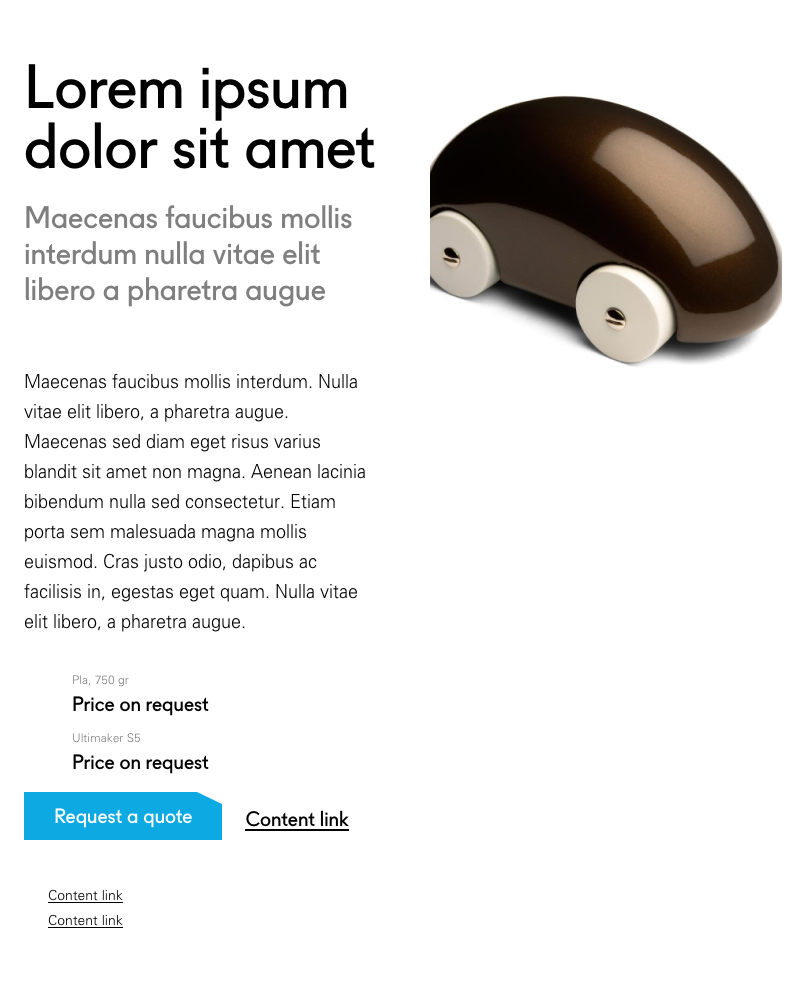 Lorem ipsum
dolor sit amet
Maecenas faucibus mollis
interdum nulla vitae elit
libero a pharetra augue
Maecenas faucibus mollis interdum. Nulla
vitae elit libero, a pharetra augue.
Maecenas sed diam eget risus varius
blandit sit amet non magna. Aenean lacinia
bibendum nulla sed consectetur. Etiam
porta sem malesuada magna mollis
euismod. Cras justo odio, dapibus ac
facilisis in, egestas eget quam. Nulla vitae
elit libero, a pharetra augue.
Pla, 750 gr
Price on request
Ultimaker S5
Price on request
Request a quote
Content link
Content link
Content link